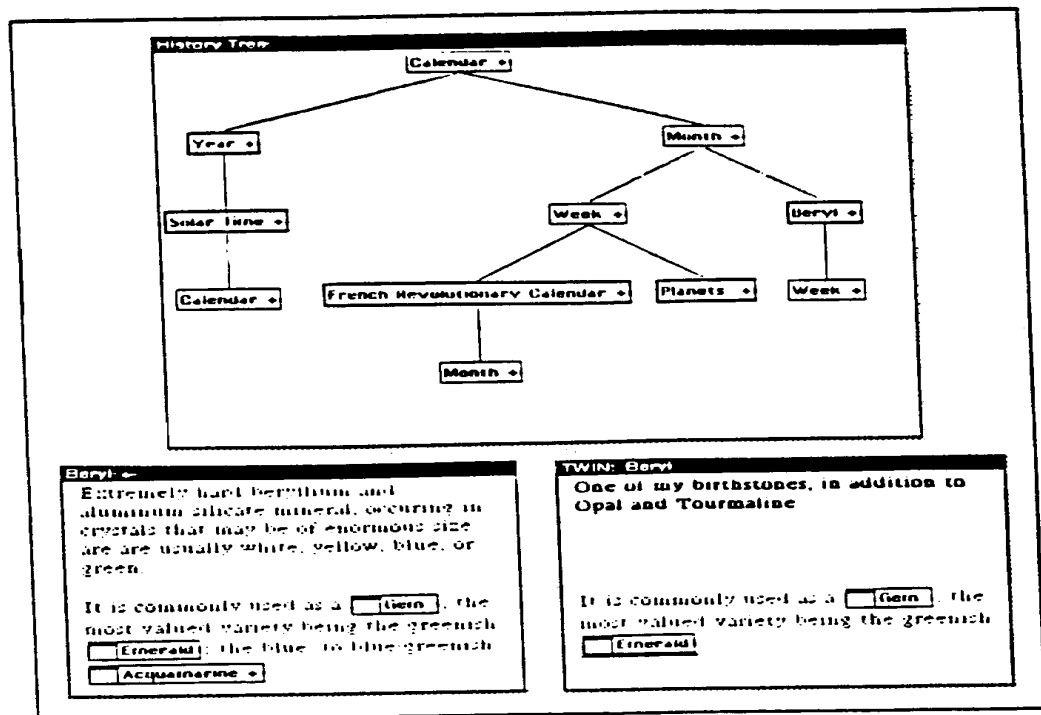 History Tree
Calendar +
Year +
Month +
Solar Time +
Week +
Beryl +
Calendar +
French Revolutionary Calendar +
Planets +
Week +
Month +
Beryl: ←
Extremely hard beryllium and
aluminum silicate mineral, occuring in
crystals that may be of enormous size
are are usually white, yellow, blue, or
green.
It is commonly used as a Gem , the
most valued variety being the greenish
Emerald ; the blue to blue-greenish
Acquamarine +
TWIN: Beryl
One of my birthstones, in addition to
Opal and Tourmaline
It is commonly used as a Gem , the
most valued variety being the greenish
Emerald